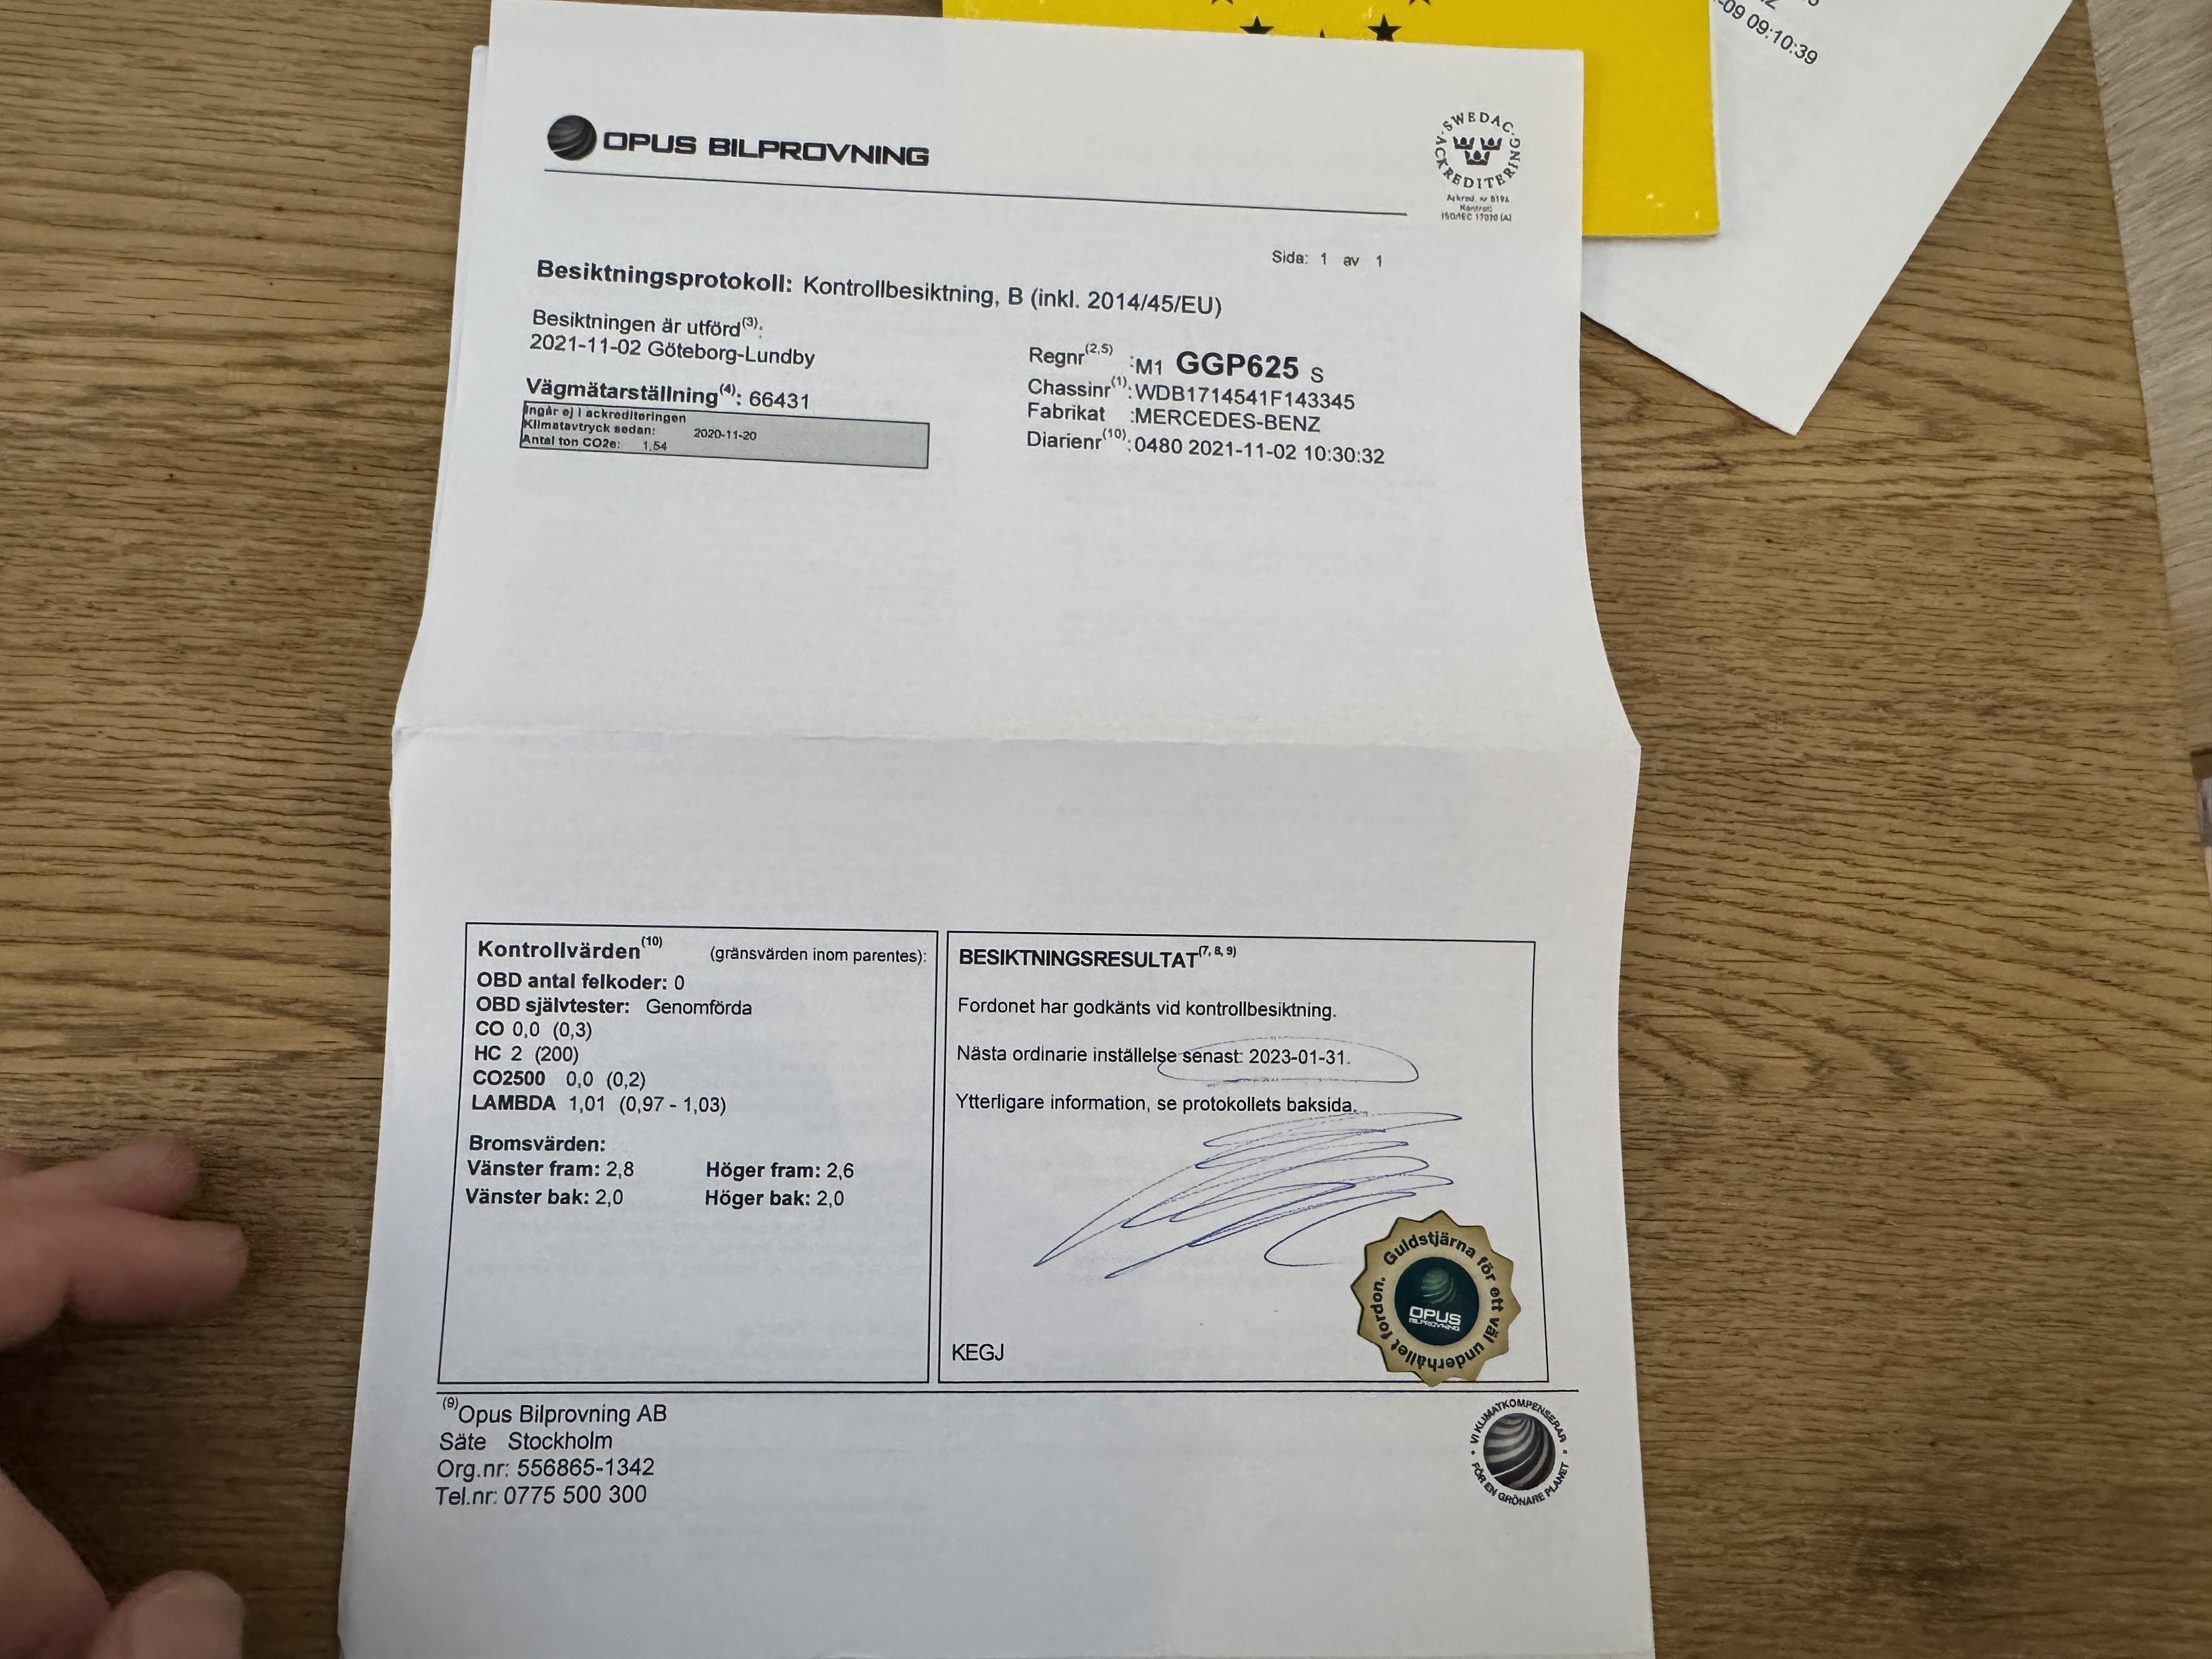 -09 09:10:39
OPUS BILPROVNING
SWEDAC
ACKREDITERING
Ackred. nr 8194
Kontroll
ISO/IEC 17020 (A)
Sida: 1 av 1
Besiktningsprotokoll: Kontrollbesiktning, B (inkl. 2014/45/EU)
Besiktningen är utförd(3):
2021-11-02 Göteborg-Lundby
Vägmätarställning(4): 66431
Ingår ej i ackrediteringen
Klimatavtryck sedan: 2020-11-20
Antal ton CO2e: 1,54
Regnr(2,5) :M1 GGP625 S
Chassinr(1):WDB1714541F143345
Fabrikat :MERCEDES-BENZ
Diarienr(10):0480 2021-11-02 10:30:32
Kontrollvärden(10) (gränsvärden inom parentes):
OBD antal felkoder: 0
OBD självtester: Genomförda
CO 0,0 (0,3)
HC 2 (200)
CO2500 0,0 (0,2)
LAMBDA 1,01 (0,97 - 1,03)
Bromsvärden:
Vänster fram: 2,8 Höger fram: 2,6
Vänster bak: 2,0 Höger bak: 2,0
BESIKTNINGSRESULTAT(7, 8, 9)
Fordonet har godkänts vid kontrollbesiktning.
Nästa ordinarie inställelse senast: 2023-01-31.
Ytterligare information, se protokollets baksida.
KEGJ
Guldstjärna för ett väl underhållet fordon.
OPUS
BILPROVNING
(9)Opus Bilprovning AB
Säte Stockholm
Org.nr: 556865-1342
Tel.nr: 0775 500 300
VI KLIMATKOMPENSERAR
FÖR EN GRÖNARE PLANET